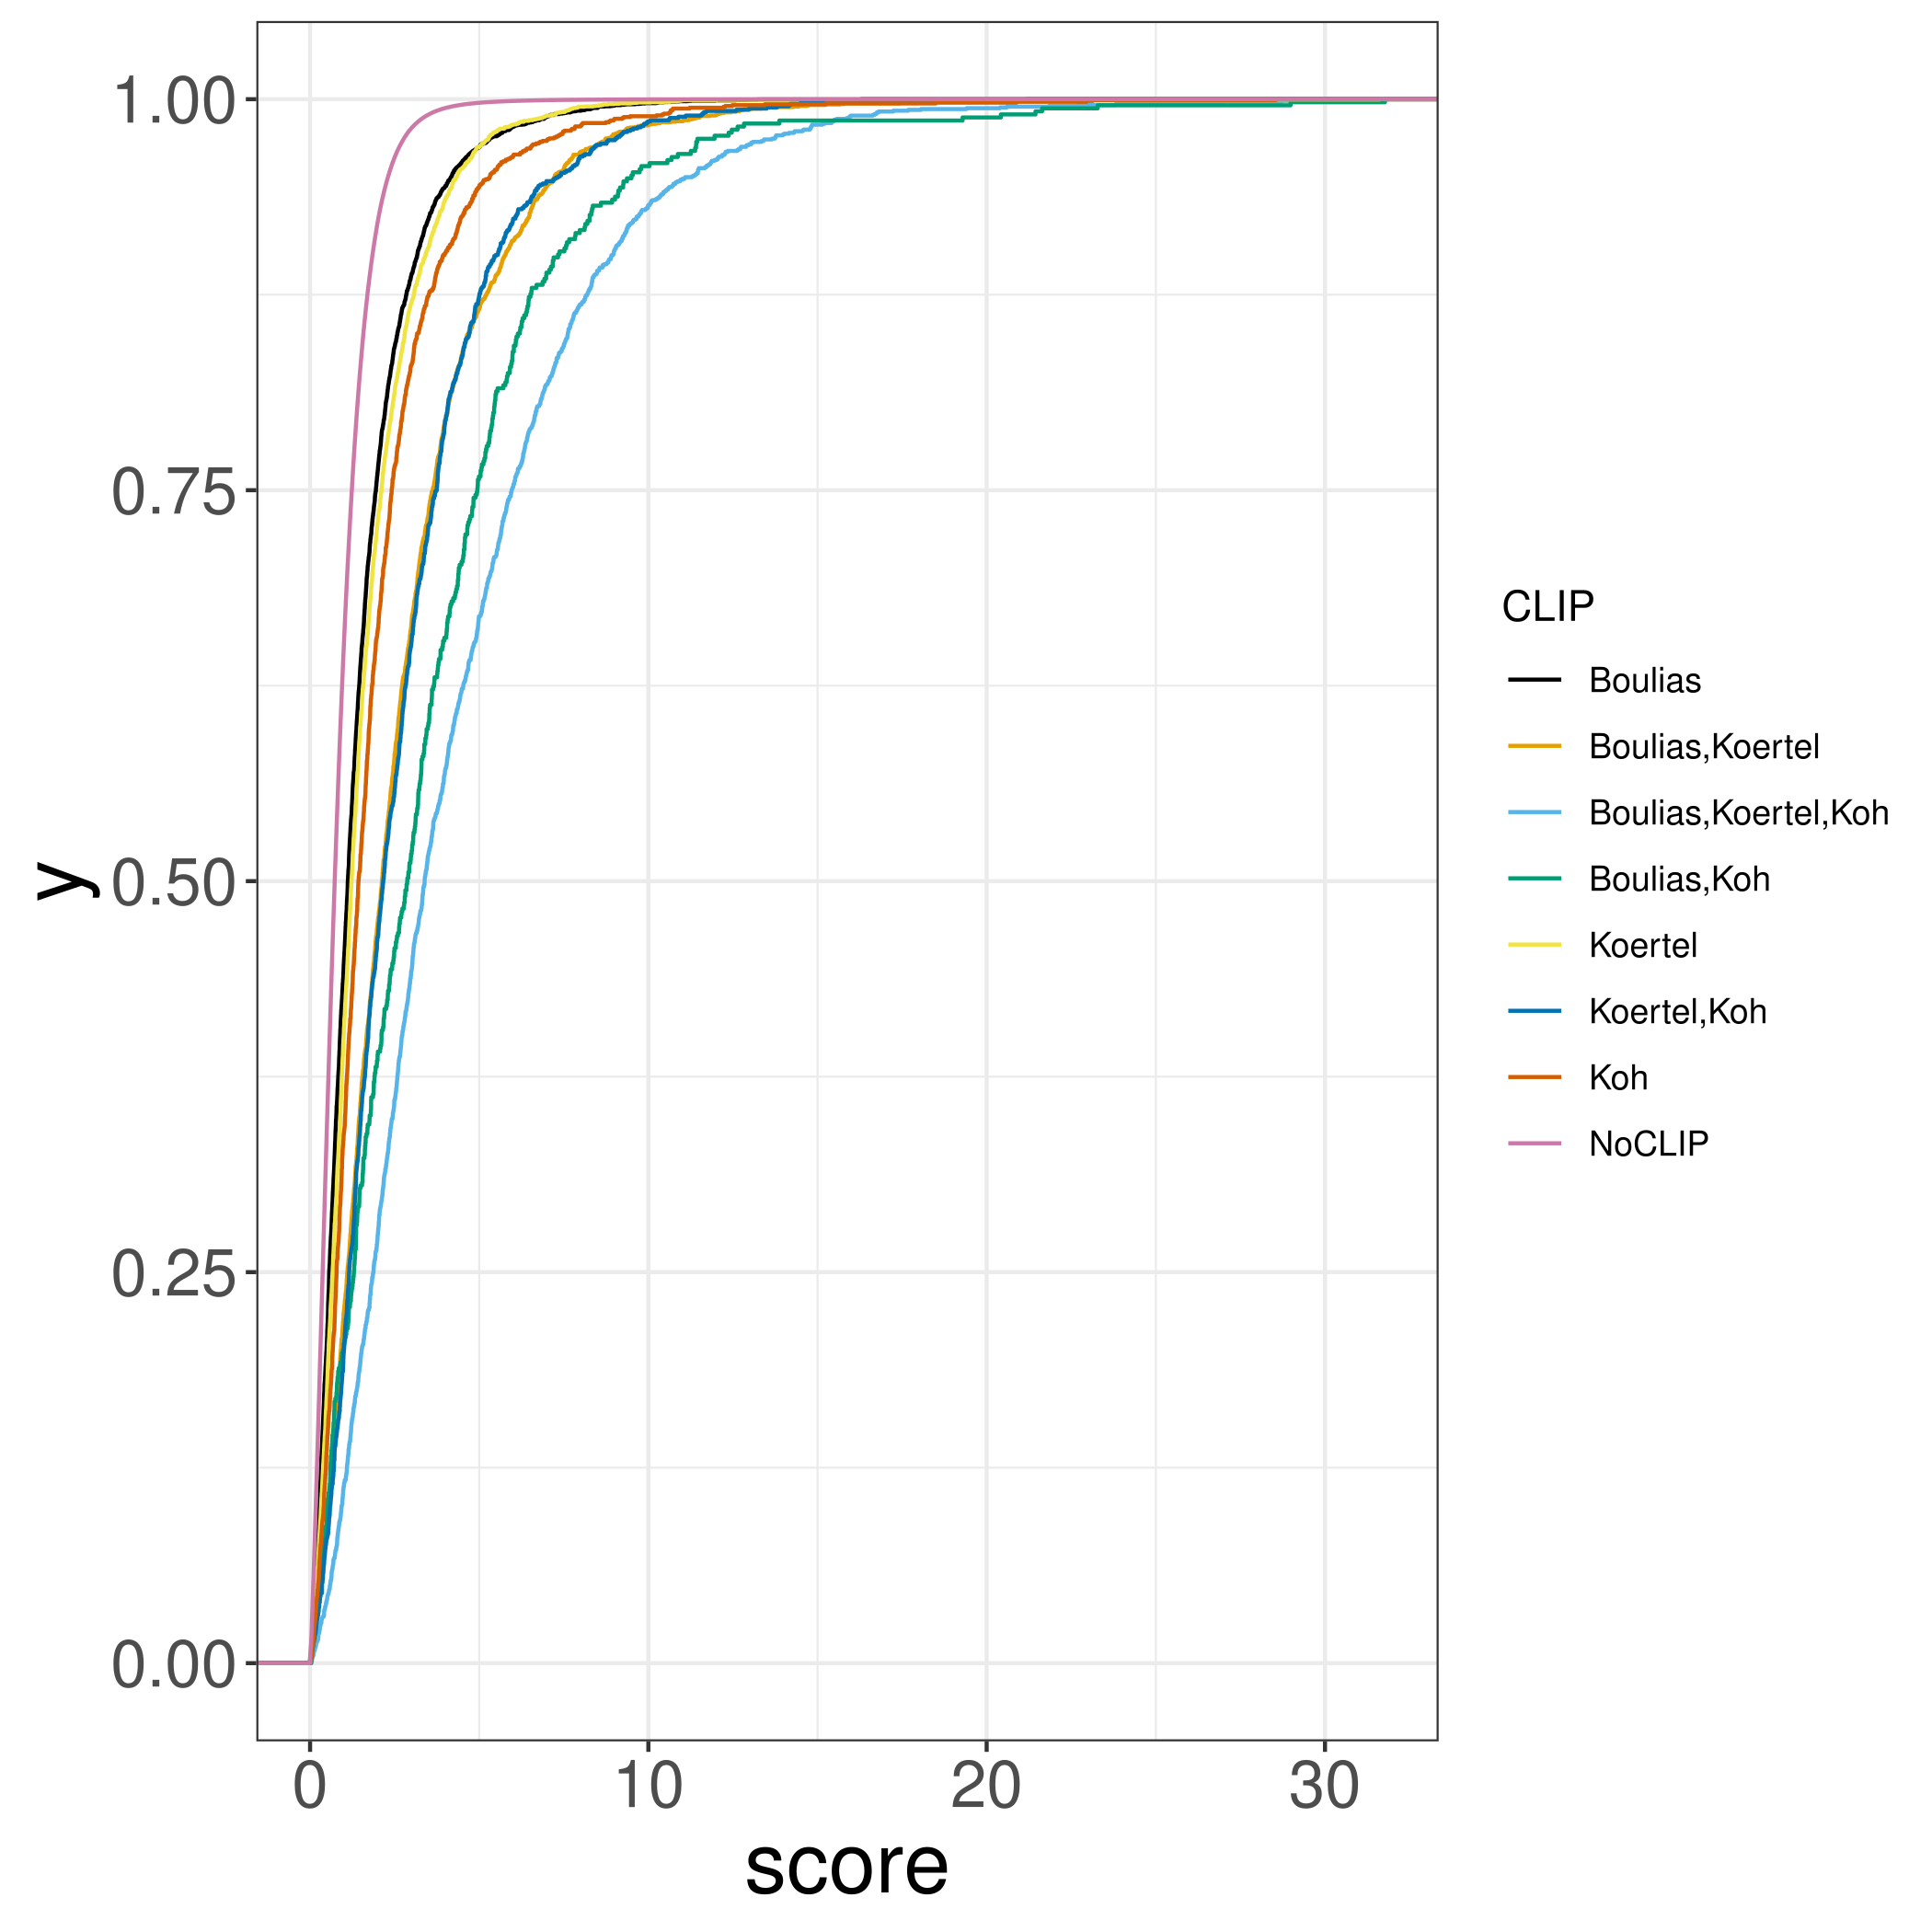 1.00
0.75
0.50
0.25
0.00
y
0 10 20 30
score
CLIP
Boulias
Boulias,Koertel
Boulias,Koertel,Koh
Boulias,Koh
Koertel
Koertel,Koh
Koh
NoCLIP